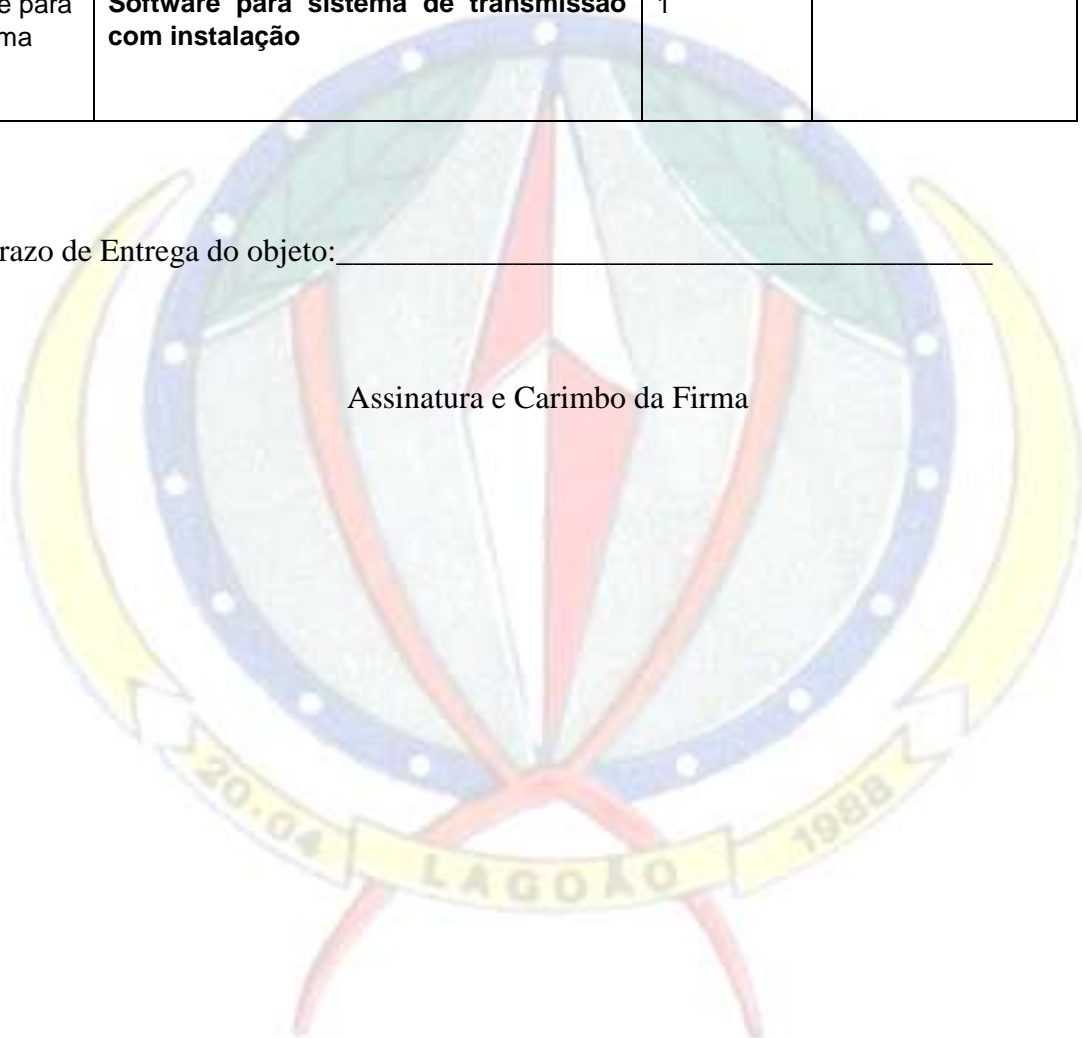 e para
ma
Software para sistema de transmissão
com instalação
1
razo de Entrega do objeto:_________________________________________
Assinatura e Carimbo da Firma
20.04
LAGOÃO
1988